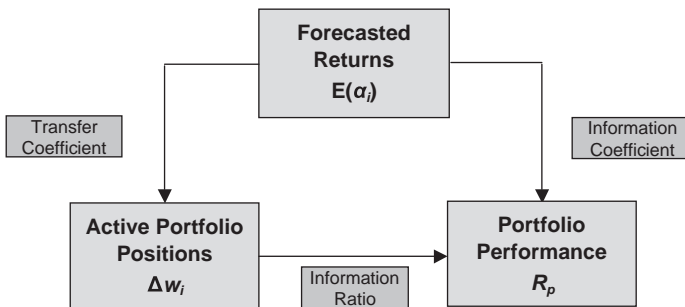 Forecasted
Returns
E(αᵢ)
Transfer
Coefficient
Information
Coefficient
Active Portfolio
Positions
Δwᵢ
Information
Ratio
Portfolio
Performance
Rₚ